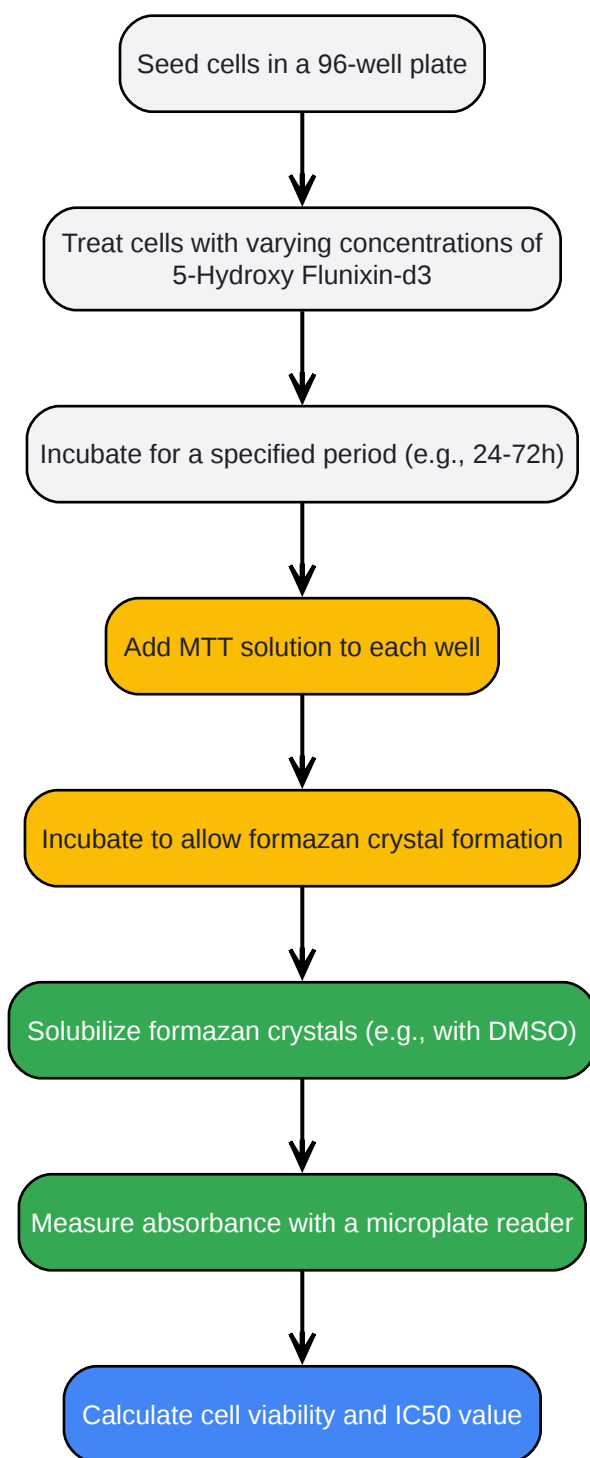 Seed cells in a 96-well plate
Treat cells with varying concentrations of
5-Hydroxy Flunixin-d3
Incubate for a specified period (e.g., 24-72h)
Add MTT solution to each well
Incubate to allow formazan crystal formation
Solubilize formazan crystals (e.g., with DMSO)
Measure absorbance with a microplate reader
Calculate cell viability and IC50 value